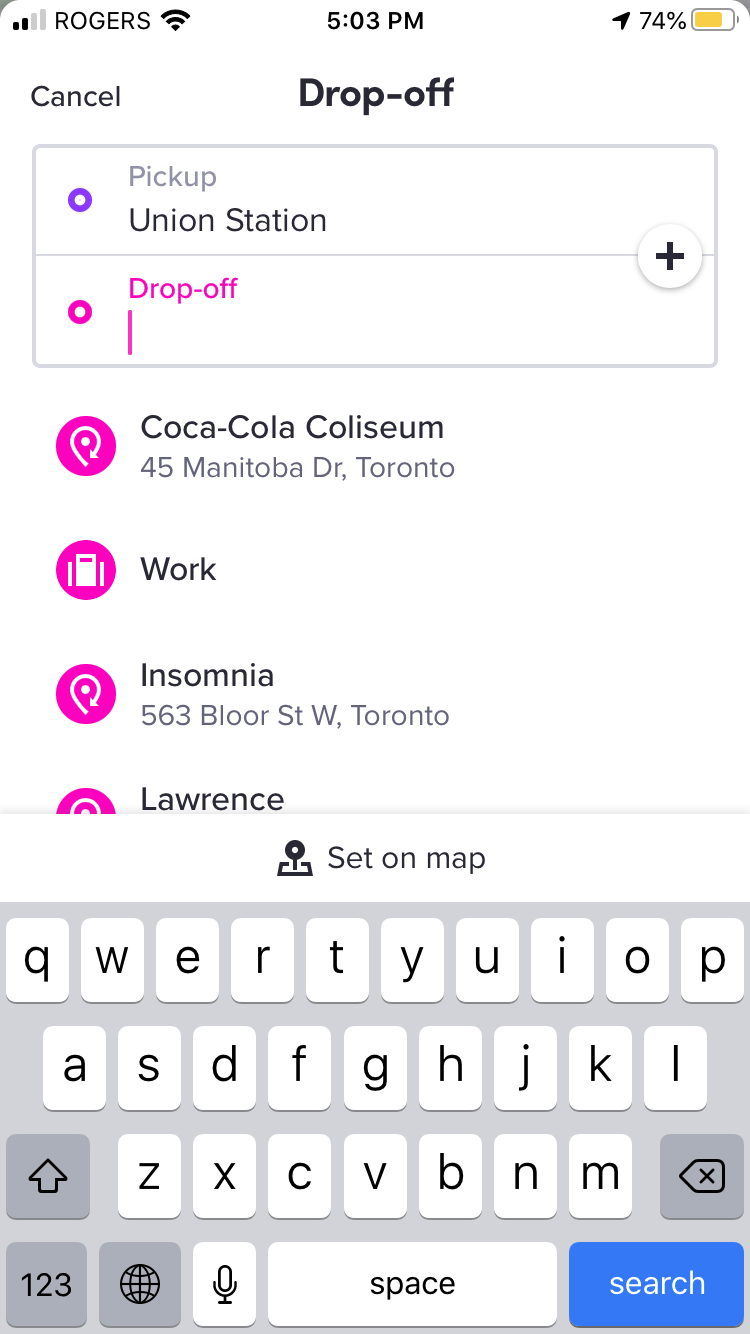 ROGERS 5:03 PM 74%
Cancel Drop-off
Pickup
Union Station
Drop-off
Coca-Cola Coliseum
45 Manitoba Dr, Toronto
Work
Insomnia
563 Bloor St W, Toronto
Lawrence
Set on map
q w e r t y u i o p
a s d f g h j k l
z x c v b n m
123 space search